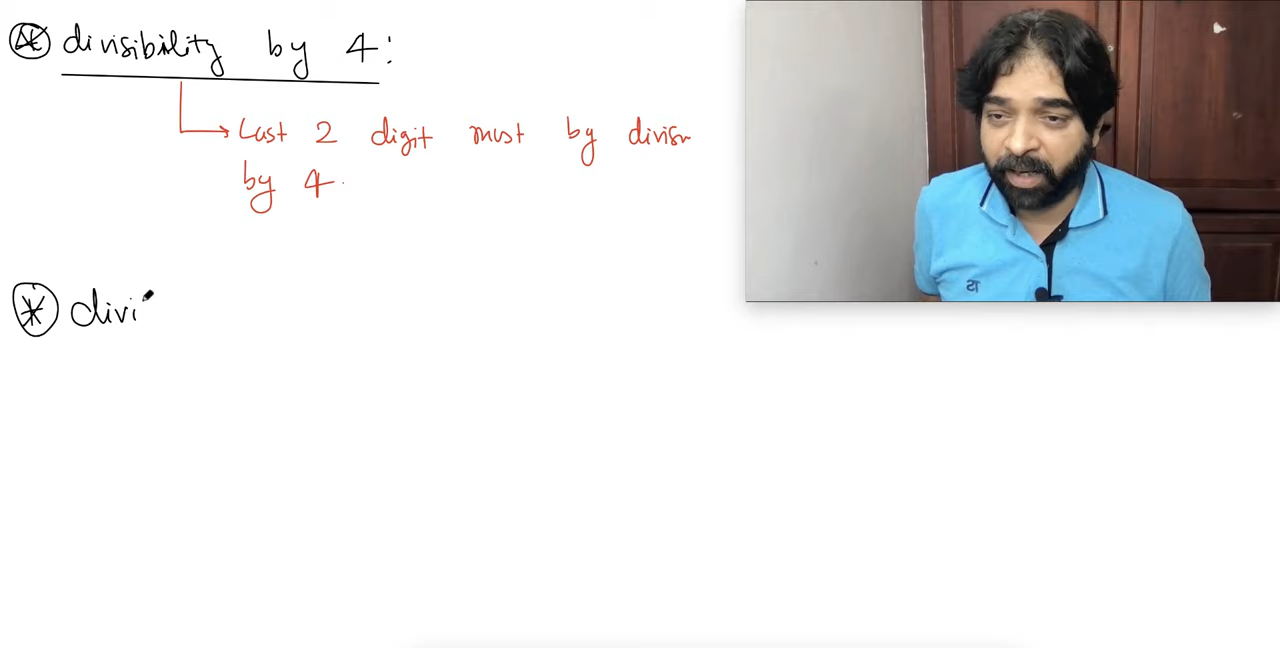 divisibility by 4:
Last 2 digit must by divisn
by 4.
divi